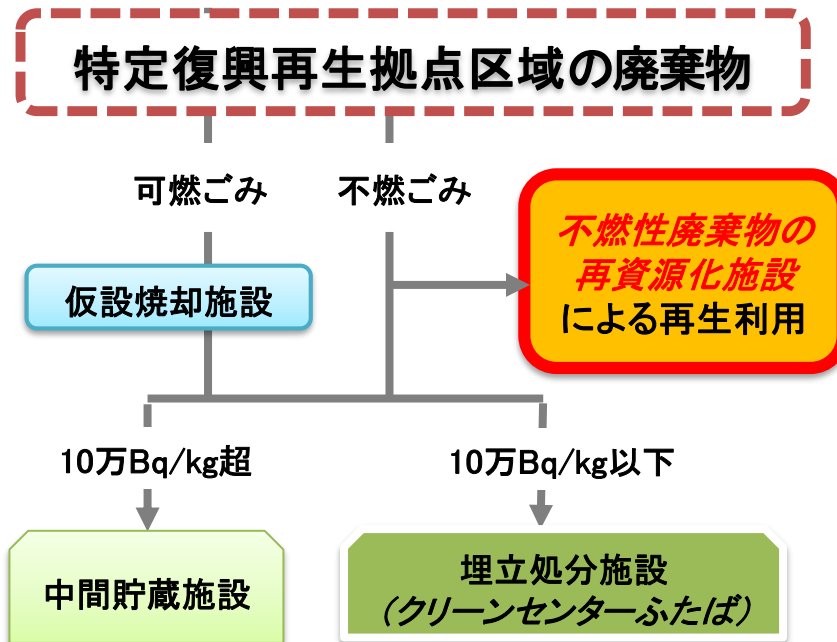 特定復興再生拠点区域の廃棄物
可燃ごみ
不燃ごみ
不燃性廃棄物の
再資源化施設
による再生利用
仮設焼却施設
10万Bq/kg超
10万Bq/kg以下
中間貯蔵施設
埋立処分施設
(クリーンセンターふたば)